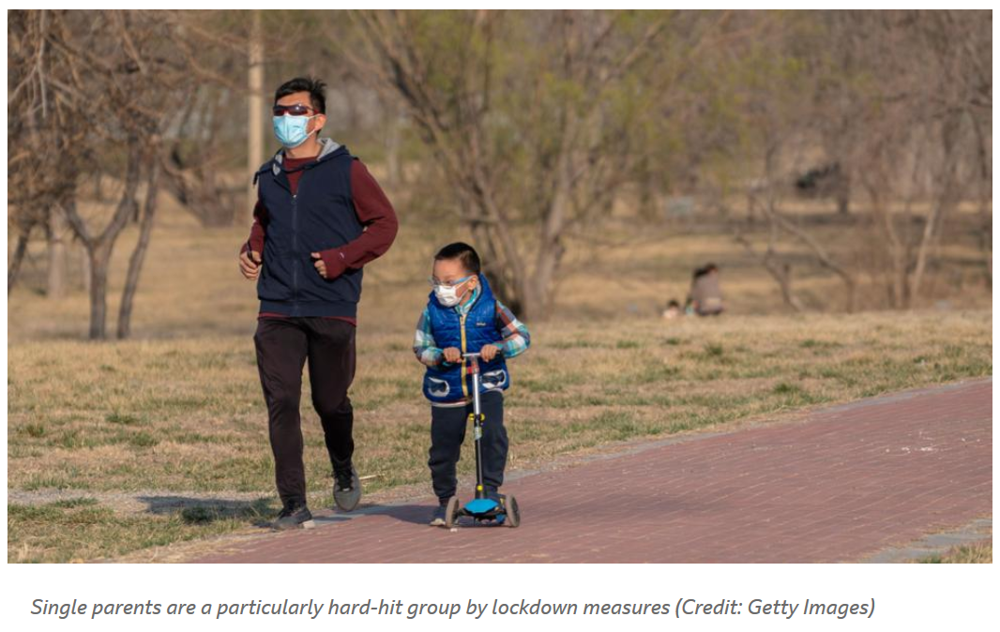 Single parents are a particularly hard-hit group by lockdown measures (Credit: Getty Images)